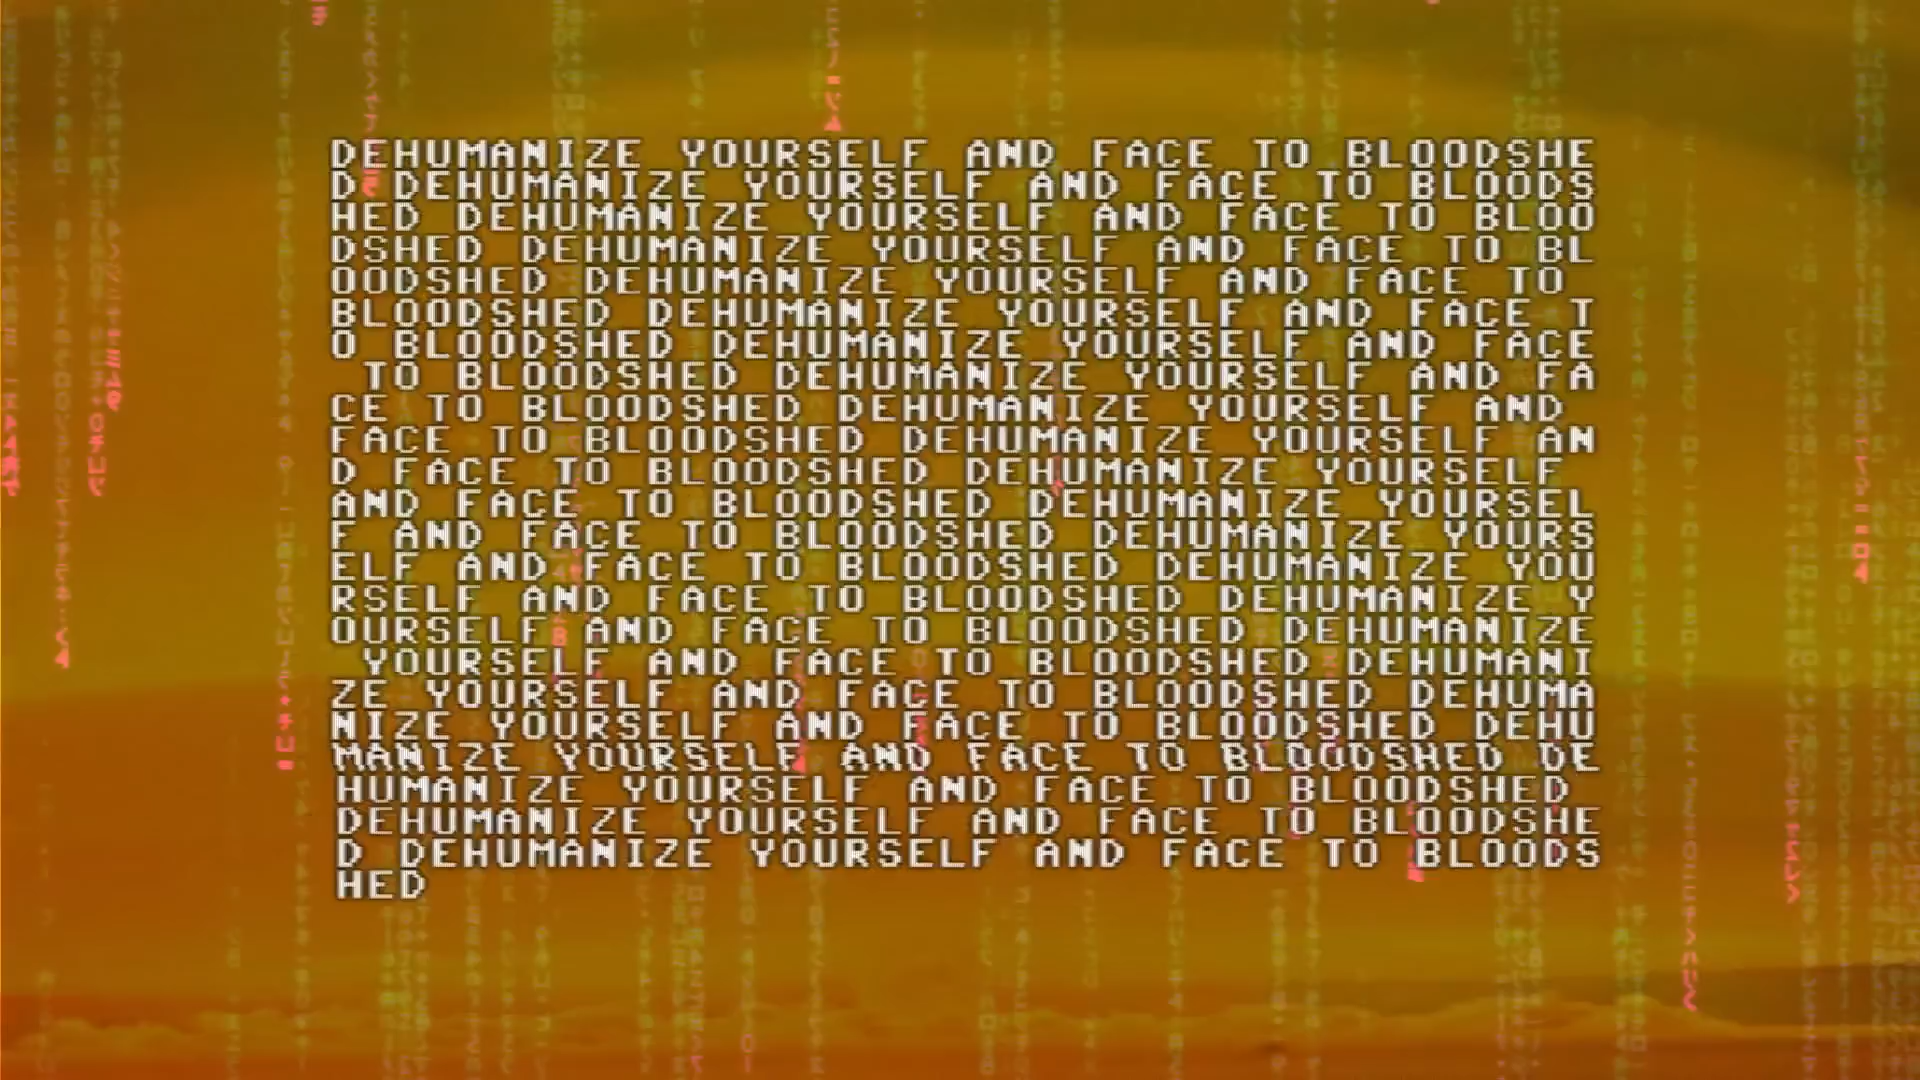 DEHUMANIZE YOURSELF AND FACE TO BLOODSHE
D DEHUMANIZE YOURSELF AND FACE TO BLOODS
HED DEHUMANIZE YOURSELF AND FACE TO BLOO
DSHED DEHUMANIZE YOURSELF AND FACE TO BL
OODSHED DEHUMANIZE YOURSELF AND FACE TO
BLOODSHED DEHUMANIZE YOURSELF AND FACE T
O BLOODSHED DEHUMANIZE YOURSELF AND FACE
 TO BLOODSHED DEHUMANIZE YOURSELF AND FA
CE TO BLOODSHED DEHUMANIZE YOURSELF AND
FACE TO BLOODSHED DEHUMANIZE YOURSELF AN
D FACE TO BLOODSHED DEHUMANIZE YOURSELF
AND FACE TO BLOODSHED DEHUMANIZE YOURSEL
F AND FACE TO BLOODSHED DEHUMANIZE YOURS
ELF AND FACE TO BLOODSHED DEHUMANIZE YOU
RSELF AND FACE TO BLOODSHED DEHUMANIZE Y
OURSELF AND FACE TO BLOODSHED DEHUMANIZE
 YOURSELF AND FACE TO BLOODSHED DEHUMANI
ZE YOURSELF AND FACE TO BLOODSHED DEHUMA
NIZE YOURSELF AND FACE TO BLOODSHED DEHU
MANIZE YOURSELF AND FACE TO BLOODSHED DE
HUMANIZE YOURSELF AND FACE TO BLOODSHED
DEHUMANIZE YOURSELF AND FACE TO BLOODSHE
D DEHUMANIZE YOURSELF AND FACE TO BLOODS
HED